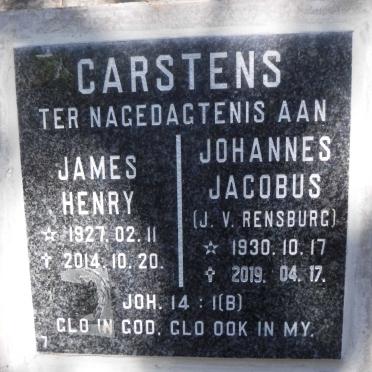 CARSTENS
TER NAGEDAGTENIS AAN
JAMES
HENRY
☆ 1927. 02. 11
✝ 2014. 10. 20.
JOHANNES
JACOBUS
(J. V. RENSBURG)
☆ 1930. 10. 17
✝ 2019. 04. 17.
JOH. 14 : 1(B)
GLO IN GOD, GLO OOK IN MY.
7